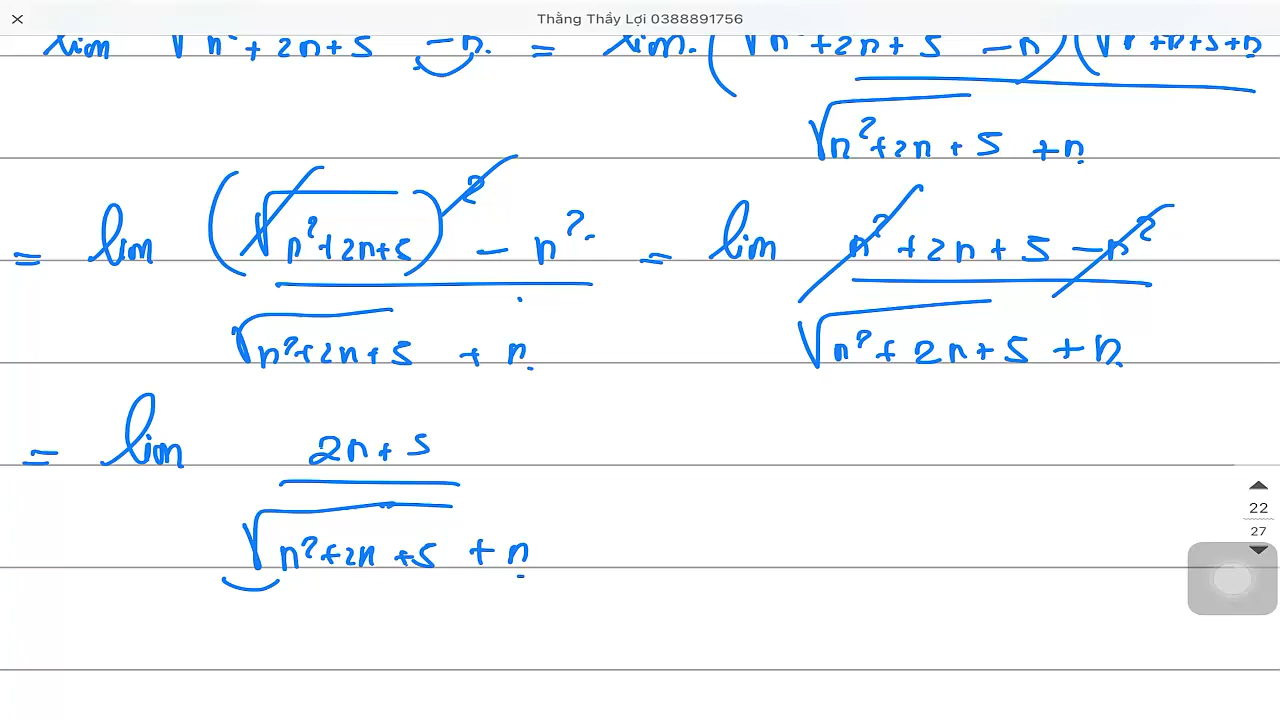 Thằng Thầy Lợi 0388891756
lim √(n²+2n+5) - n = lim. (√(n²+2n+5) - n)(√(n²+n+5)+n) / (√(n²+2n+5) + n)
= lim ((√(n²+2n+5))² - n²) / (√(n²+2n+5) + n) = lim (n²+2n+5-n²) / (√(n²+2n+5) + n)
= lim (2n+5) / (√(n²+2n+5) + n)
22
27